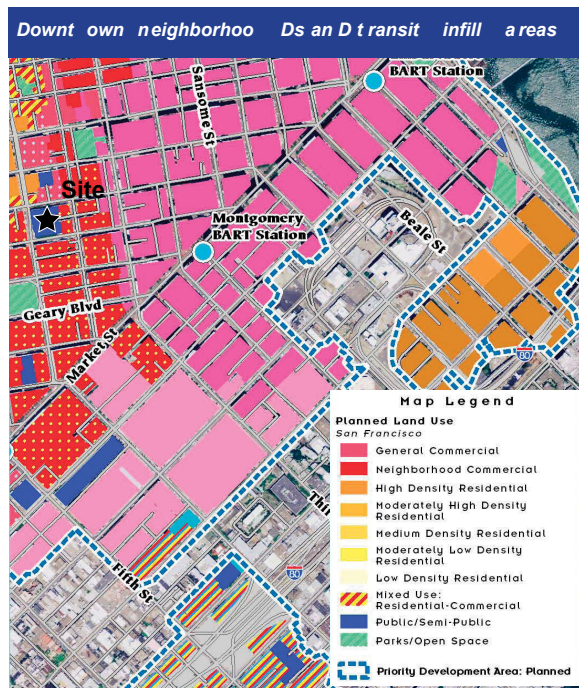 Downt own neighborhoo Ds an D t ransit infill a reas
BART Station
Sansome St
Site
Montgomery
BART Station
Beale St
Geary Blvd
Market St
80
Map Legend
Planned Land Use
San Francisco
General Commercial
Neighborhood Commercial
High Density Residential
Moderately High Density
Residential
Medium Density Residential
Moderately Low Density
Residential
Low Density Residential
Mixed Use:
Residential-Commercial
Public/Semi-Public
Parks/Open Space
Priority Development Area: Planned
Thi
Fifth St
80